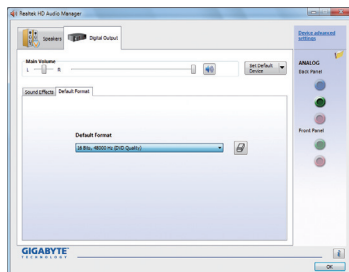 Realtek HD Audio Manager
Speakers
Digital Output
Device advanced settings
Main Volume
L
R
Set Default Device
ANALOG
Back Panel
Sound Effects
Default Format
Default Format
16 Bits, 48000 Hz (DVD Quality)
Front Panel
GIGABYTE
TECHNOLOGY
OK